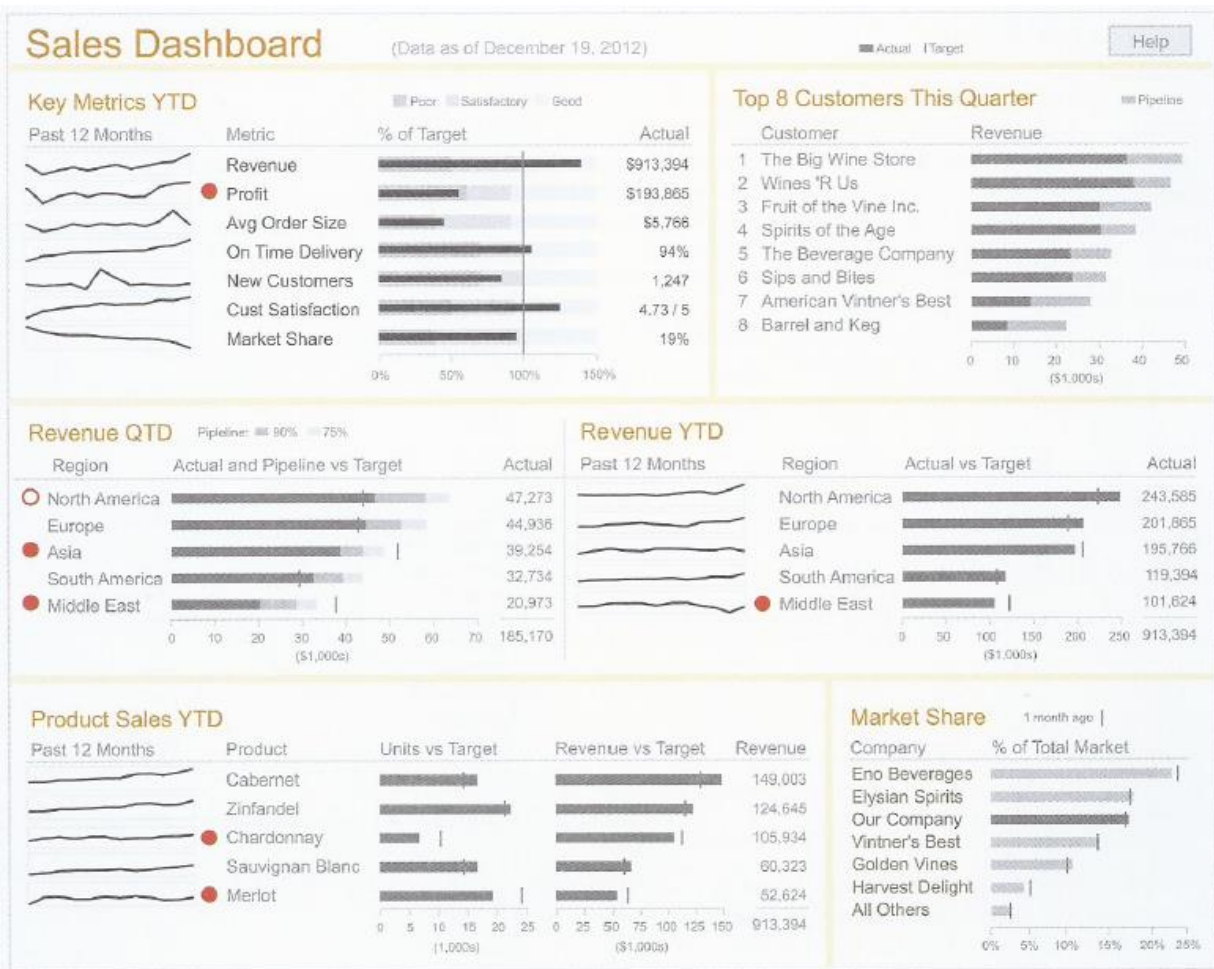 Sales Dashboard (Data as of December 19, 2012) Actual Target Help
Key Metrics YTD Poor Satisfactory Good
Past 12 Months Metric % of Target Actual
Revenue $913,394
Profit $193,865
Avg Order Size $5,766
On Time Delivery 94%
New Customers 1,247
Cust Satisfaction 4.73 / 5
Market Share 19%
0% 50% 100% 150%
Top 8 Customers This Quarter Pipeline
Customer Revenue
1 The Big Wine Store
2 Wines 'R Us
3 Fruit of the Vine Inc.
4 Spirits of the Age
5 The Beverage Company
6 Sips and Bites
7 American Vintner's Best
8 Barrel and Keg
0 10 20 30 40 50
($1,000s)
Revenue QTD Pipleline: 90% 75%
Region Actual and Pipeline vs Target Actual
North America 47,273
Europe 44,936
Asia 39,254
South America 32,734
Middle East 20,973
0 10 20 30 40 50 60 70 185,170
($1,000s)
Revenue YTD
Past 12 Months Region Actual vs Target Actual
North America 243,585
Europe 201,865
Asia 195,766
South America 119,394
Middle East 101,624
0 50 100 150 200 250 913,394
($1,000s)
Product Sales YTD
Past 12 Months Product Units vs Target Revenue vs Target Revenue
Cabernet 149,003
Zinfandel 124,645
Chardonnay 105,934
Sauvignan Blanc 60,323
Merlot 52,624
0 5 10 15 20 25 0 25 50 75 100 125 150 913,394
(1,000s) ($1,000s)
Market Share 1 month ago
Company % of Total Market
Eno Beverages
Elysian Spirits
Our Company
Vintner's Best
Golden Vines
Harvest Delight
All Others
0% 5% 10% 15% 20% 25%